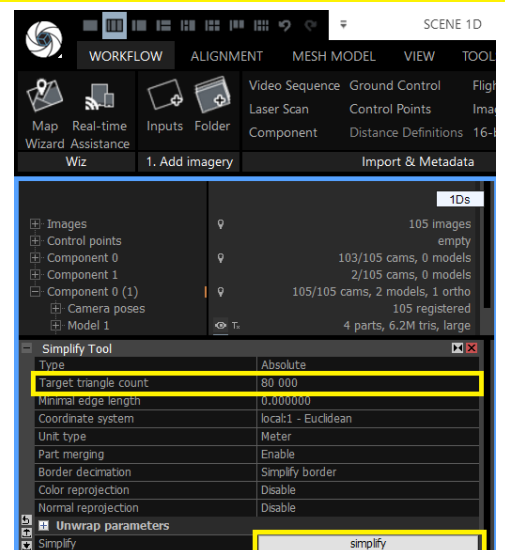 SCENE 1D
WORKFLOW ALIGNMENT MESH MODEL VIEW TOOL
Map Wizard
Real-time Assistance
Inputs
Folder
Video Sequence Ground Control Fligh
Laser Scan Control Points Ima
Component Distance Definitions 16-b
Wiz 1. Add imagery Import & Metadata
1Ds
Images 105 images
Control points empty
Component 0 103/105 cams, 0 models
Component 1 2/105 cams, 0 models
Component 0 (1) 105/105 cams, 2 models, 1 ortho
Camera poses 105 registered
Model 1 4 parts, 6.2M tris, large
Simplify Tool
Type Absolute
Target triangle count 80 000
Minimal edge length 0.000000
Coordinate system local:1 - Euclidean
Unit type Meter
Part merging Enable
Border decimation Simplify border
Color reprojection Disable
Normal reprojection Disable
Unwrap parameters
Simplify simplify